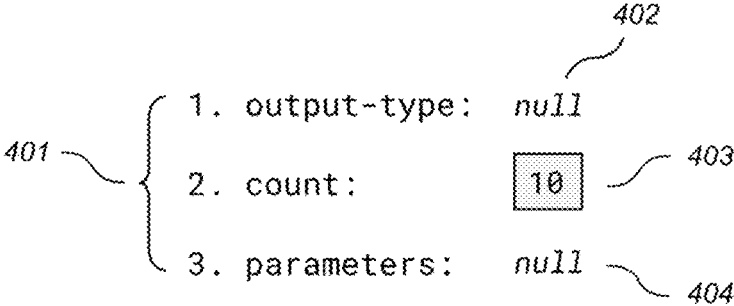 402
1. output-type: null
401
2. count: 10
403
3. parameters: null
404